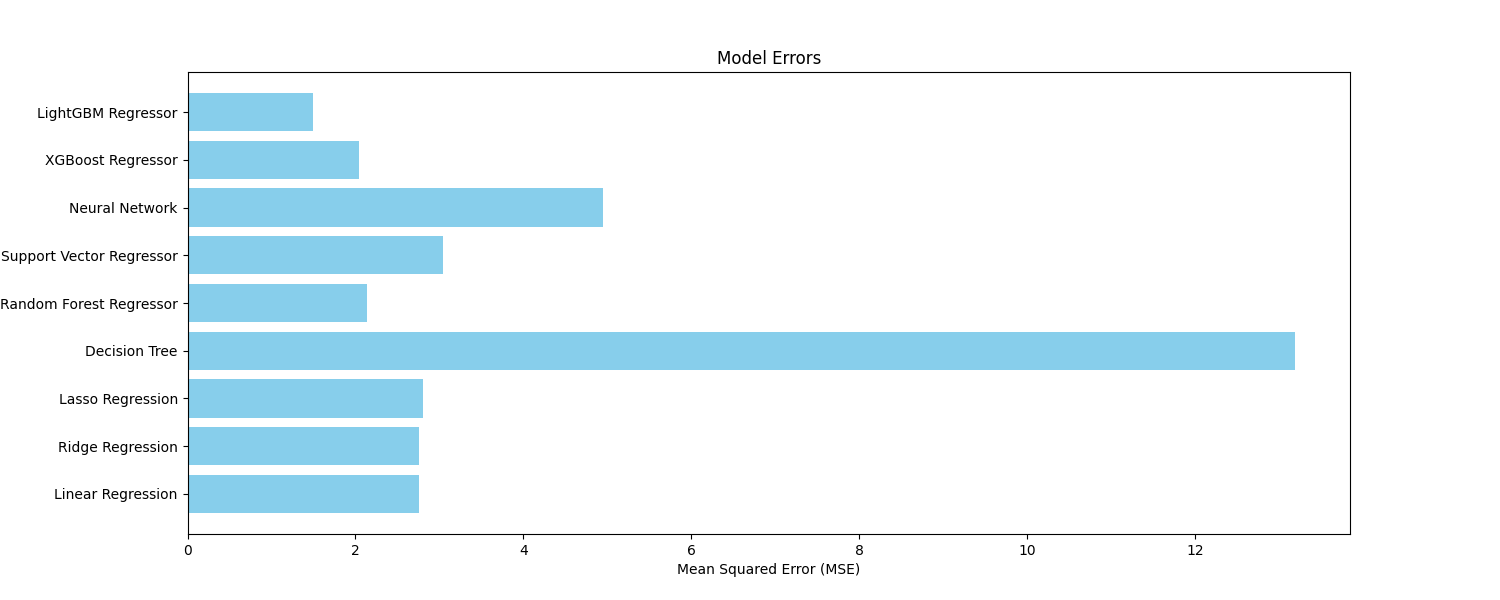 Model Errors
LightGBM Regressor
XGBoost Regressor
Neural Network
Support Vector Regressor
Random Forest Regressor
Decision Tree
Lasso Regression
Ridge Regression
Linear Regression
0 2 4 6 8 10 12
Mean Squared Error (MSE)